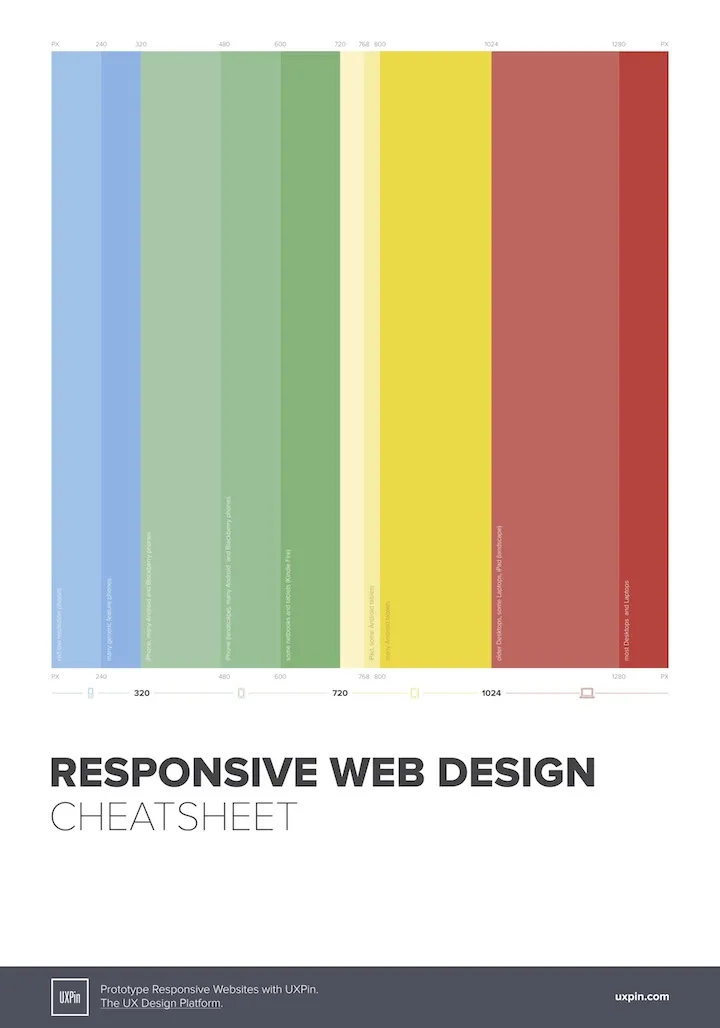 PX 240 320 480 600 720 768 800 1024 1280 PX
older Desktops, some Laptops, iPad (landscape)
most Desktops and Laptops
some netbooks and tablets (Kindle Fire)
iPhone, many Android and Blackberry phones
iPhone (landscape), many Android and Blackberry phones
many generic feature phones
iPad, some Android tablets
many Android tablets
PX 240 480 600 768 800 1280 PX
320 720 1024
RESPONSIVE WEB DESIGN
CHEATSHEET
UXPin
Prototype Responsive Websites with UXPin.
The UX Design Platform.
uxpin.com